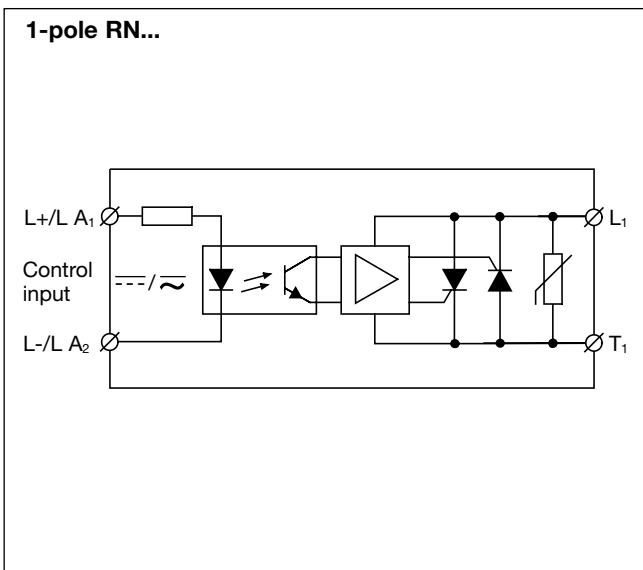 1-pole RN...
L+/L A₁
L₁
Control
input
/
L-/L A₂
T₁